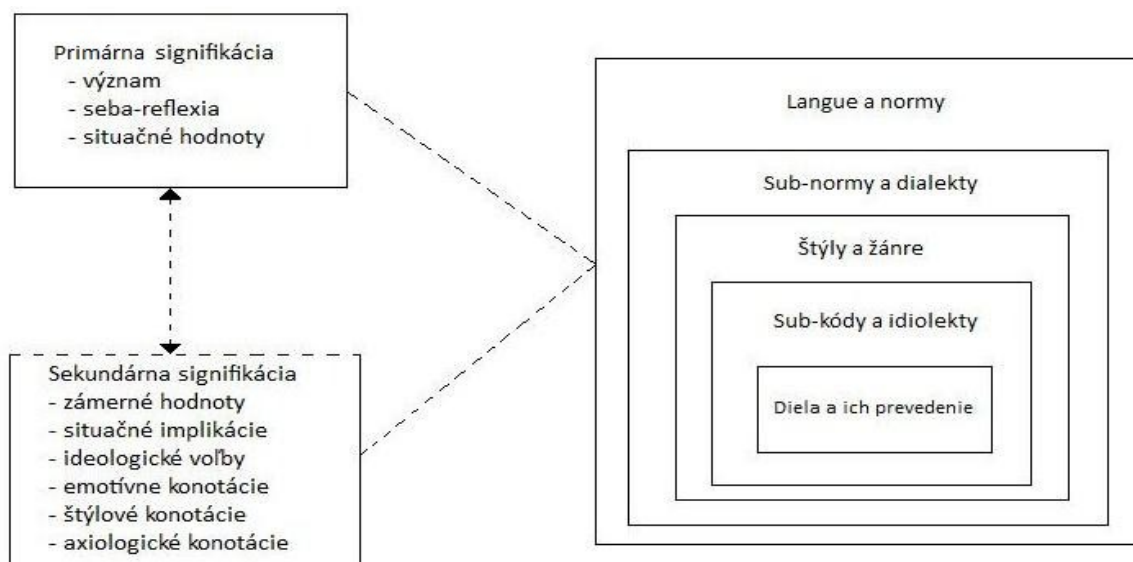 Primárna signifikácia
- význam
- seba-reflexia
- situačné hodnoty
Sekundárna signifikácia
- zámerné hodnoty
- situačné implikácie
- ideologické voľby
- emotívne konotácie
- štýlové konotácie
- axiologické konotácie
Langue a normy
Sub-normy a dialekty
Štýly a žánre
Sub-kódy a idiolekty
Diela a ich prevedenie